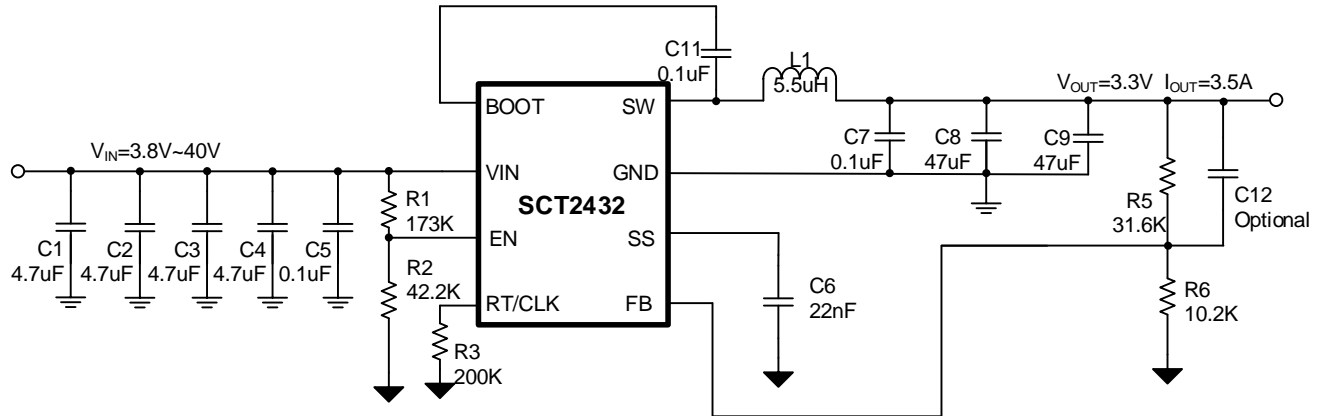 C11
0.1uF
L1
5.5uH
VOUT=3.3V IOUT=3.5A
BOOT
SW
C7
0.1uF
C8
47uF
C9
47uF
VIN=3.8V~40V
VIN
GND
SCT2432
R1
173K
R5
31.6K
C12
Optional
EN
SS
C1
4.7uF
C2
4.7uF
C3
4.7uF
C4
4.7uF
C5
0.1uF
R2
42.2K
C6
22nF
RT/CLK
FB
R6
10.2K
R3
200K